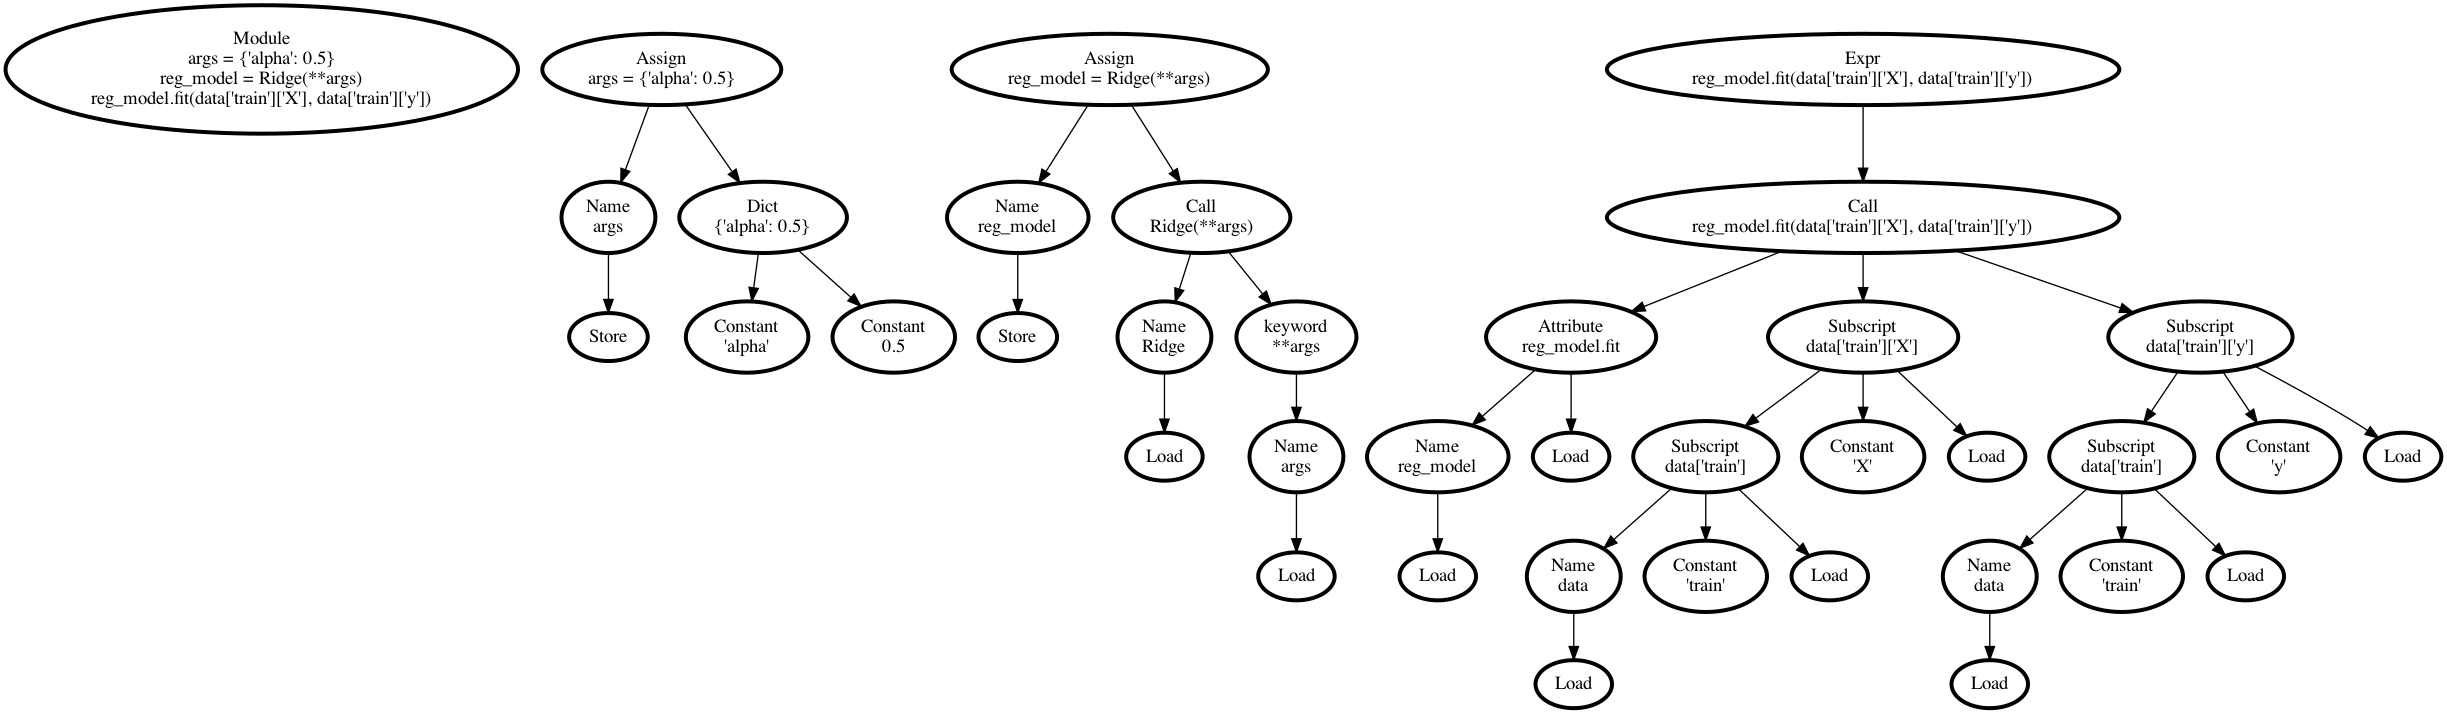 Module
args = {'alpha': 0.5}
reg_model = Ridge(**args)
reg_model.fit(data['train']['X'], data['train']['y'])
Assign
args = {'alpha': 0.5}
Assign
reg_model = Ridge(**args)
Expr
reg_model.fit(data['train']['X'], data['train']['y'])
Name
args
Dict
{'alpha': 0.5}
Name
reg_model
Call
Ridge(**args)
Call
reg_model.fit(data['train']['X'], data['train']['y'])
Store
Constant
'alpha'
Constant
0.5
Store
Name
Ridge
keyword
**args
Attribute
reg_model.fit
Subscript
data['train']['X']
Subscript
data['train']['y']
Load
Name
args
Name
reg_model
Load
Subscript
data['train']
Constant
'X'
Load
Subscript
data['train']
Constant
'y'
Load
Load
Load
Name
data
Constant
'train'
Load
Name
data
Constant
'train'
Load
Load
Load